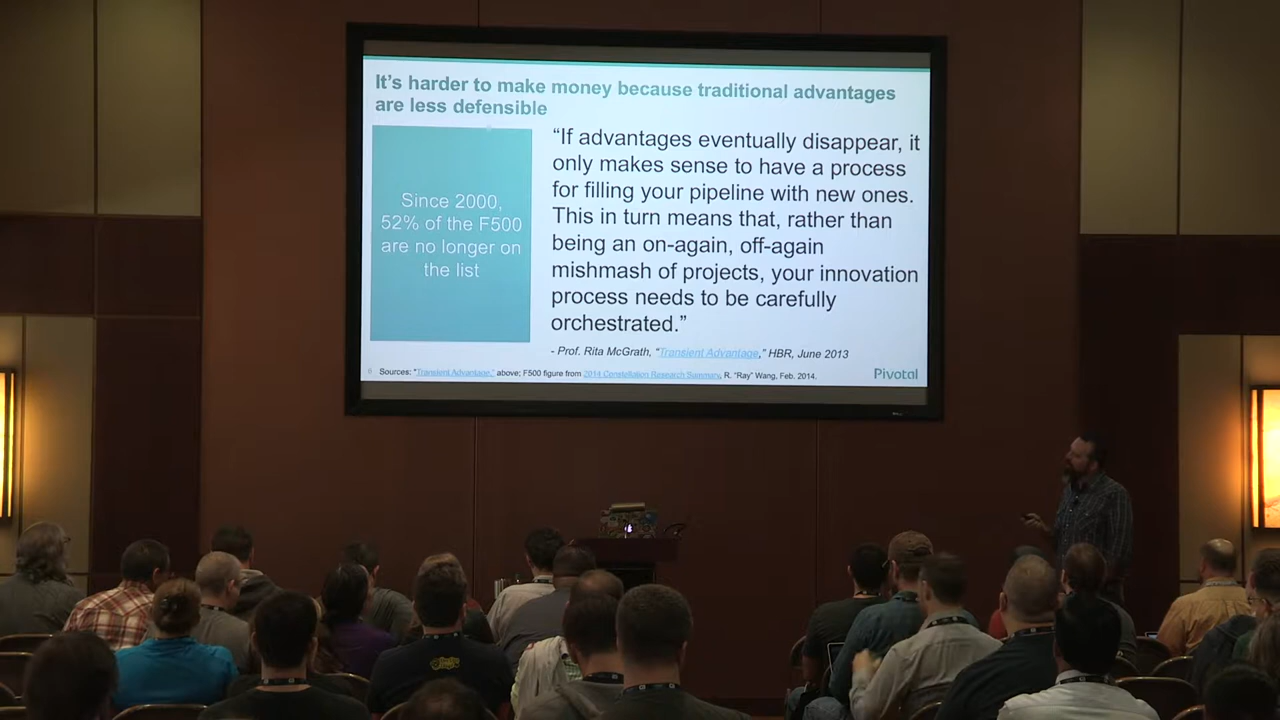 It's harder to make money because traditional advantages
are less defensible
Since 2000,
52% of the F500
are no longer on
the list
“If advantages eventually disappear, it
only makes sense to have a process
for filling your pipeline with new ones.
This in turn means that, rather than
being an on-again, off-again
mishmash of projects, your innovation
process needs to be carefully
orchestrated.”
- Prof. Rita McGrath, “Transient Advantage,” HBR, June 2013
Sources: “Transient Advantage,” above; F500 figure from 2014 Constellation Research Summary, R. “Ray” Wang, Feb. 2014.
Pivotal